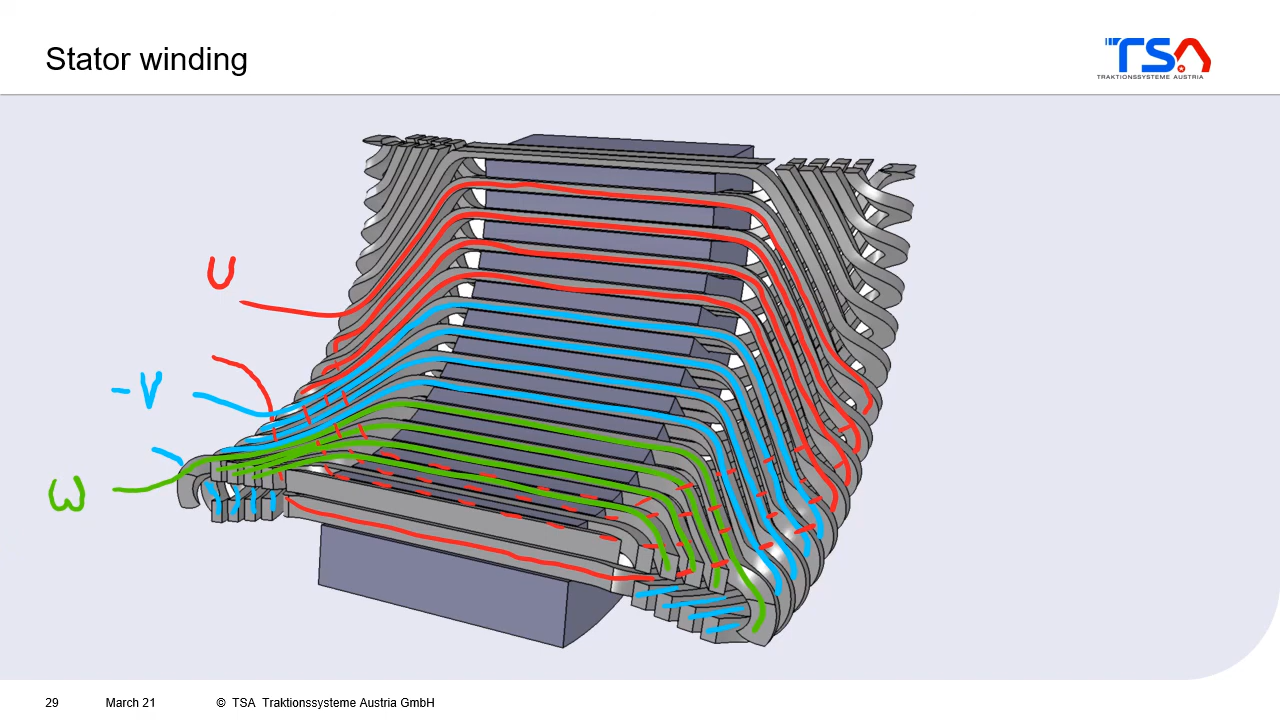 Stator winding
TSA
TRAKTIONSSYSTEME AUSTRIA
U
-V
W
29 March 21 © TSA Traktionssysteme Austria GmbH